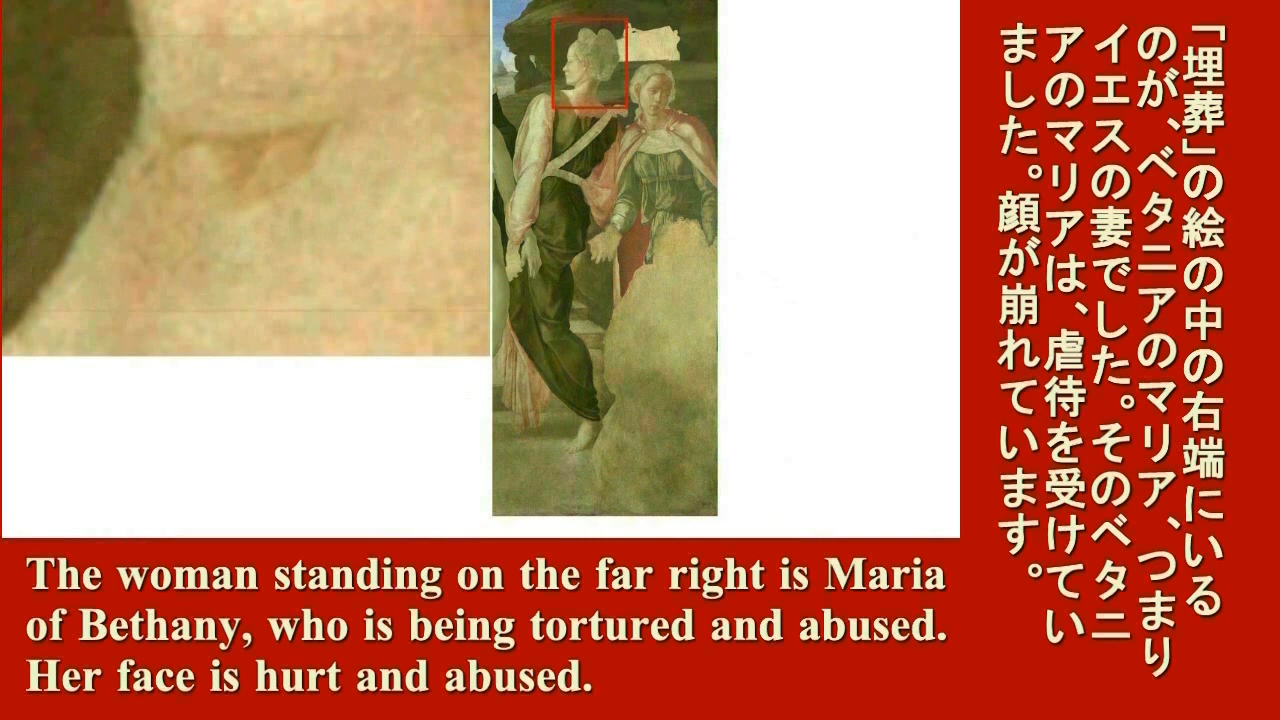 「埋葬」の絵の中の右端にいる
のが、ベタニアのマリア、つまり
イエスの妻でした。そのベタニ
アのマリアは、虐待を受けてい
ました。顔が崩れています。
The woman standing on the far right is Maria
of Bethany, who is being tortured and abused.
Her face is hurt and abused.